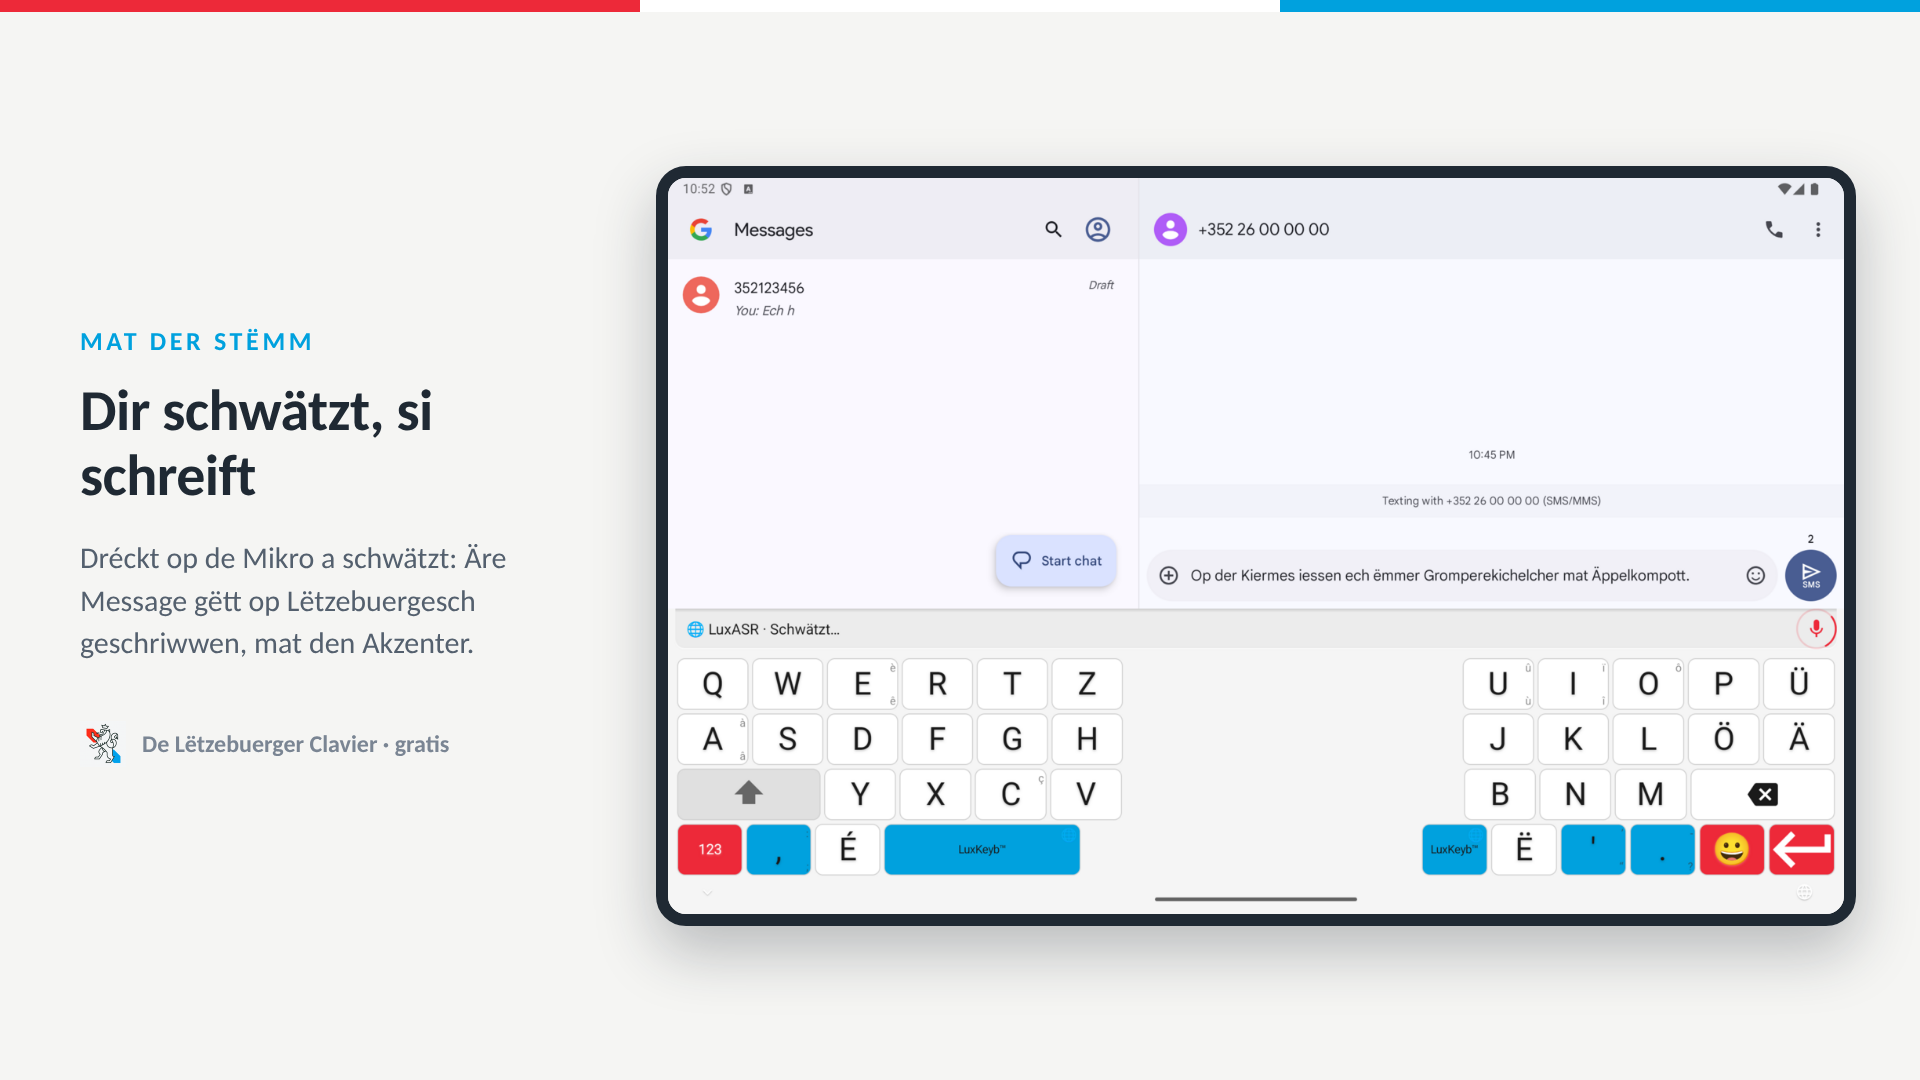 MAT DER STËMM
Dir schwätzt, si
schreift
Dréckt op de Mikro a schwätzt: Äre
Message gëtt op Lëtzebuergesch
geschriwwen, mat den Akzenter.
De Lëtzebuerger Clavier · gratis
10:52
Messages
352123456
Draft
You: Ech h
Start chat
+352 26 00 00 00
10:45 PM
Texting with +352 26 00 00 00 (SMS/MMS)
2
Op der Kiermes iessen ech ëmmer Gromperekichelcher mat Äppelkompott.
SMS
LuxASR · Schwätzt...
Q W E è ê R T Z U û ù I ï î O ô P Ü
A à â S D F G H J K L Ö Ä
Y X C ç V B N M
123 , É LuxKeyb™ LuxKeyb™ Ë ' .